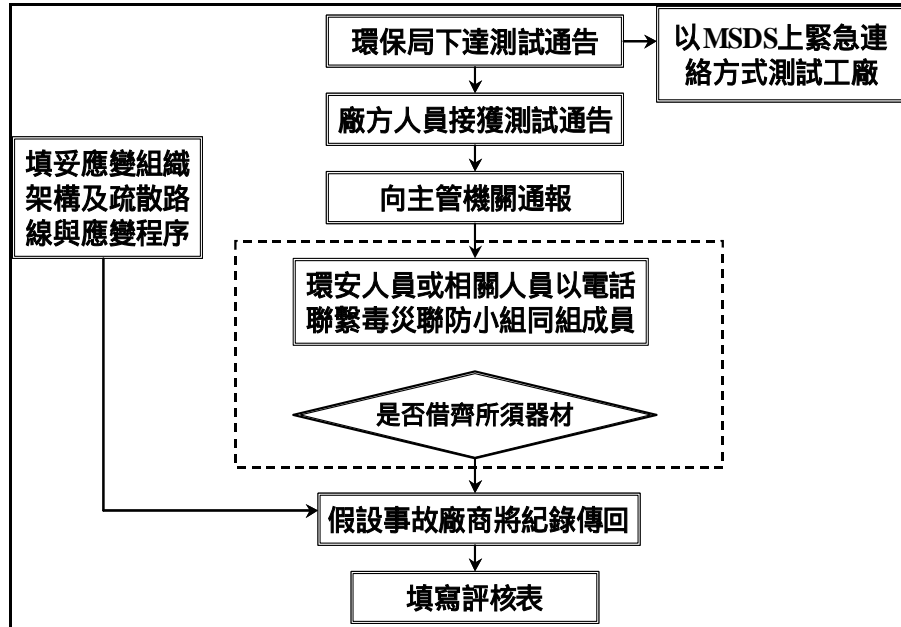 環保局下達測試通告
以MSDS上緊急連
絡方式測試工廠
廠方人員接獲測試通告
填妥應變組織
架構及疏散路
線與應變程序
向主管機關通報
環安人員或相關人員以電話
聯繫毒災聯防小組同組成員
是否借齊所須器材
假設事故廠商將紀錄傳回
填寫評核表